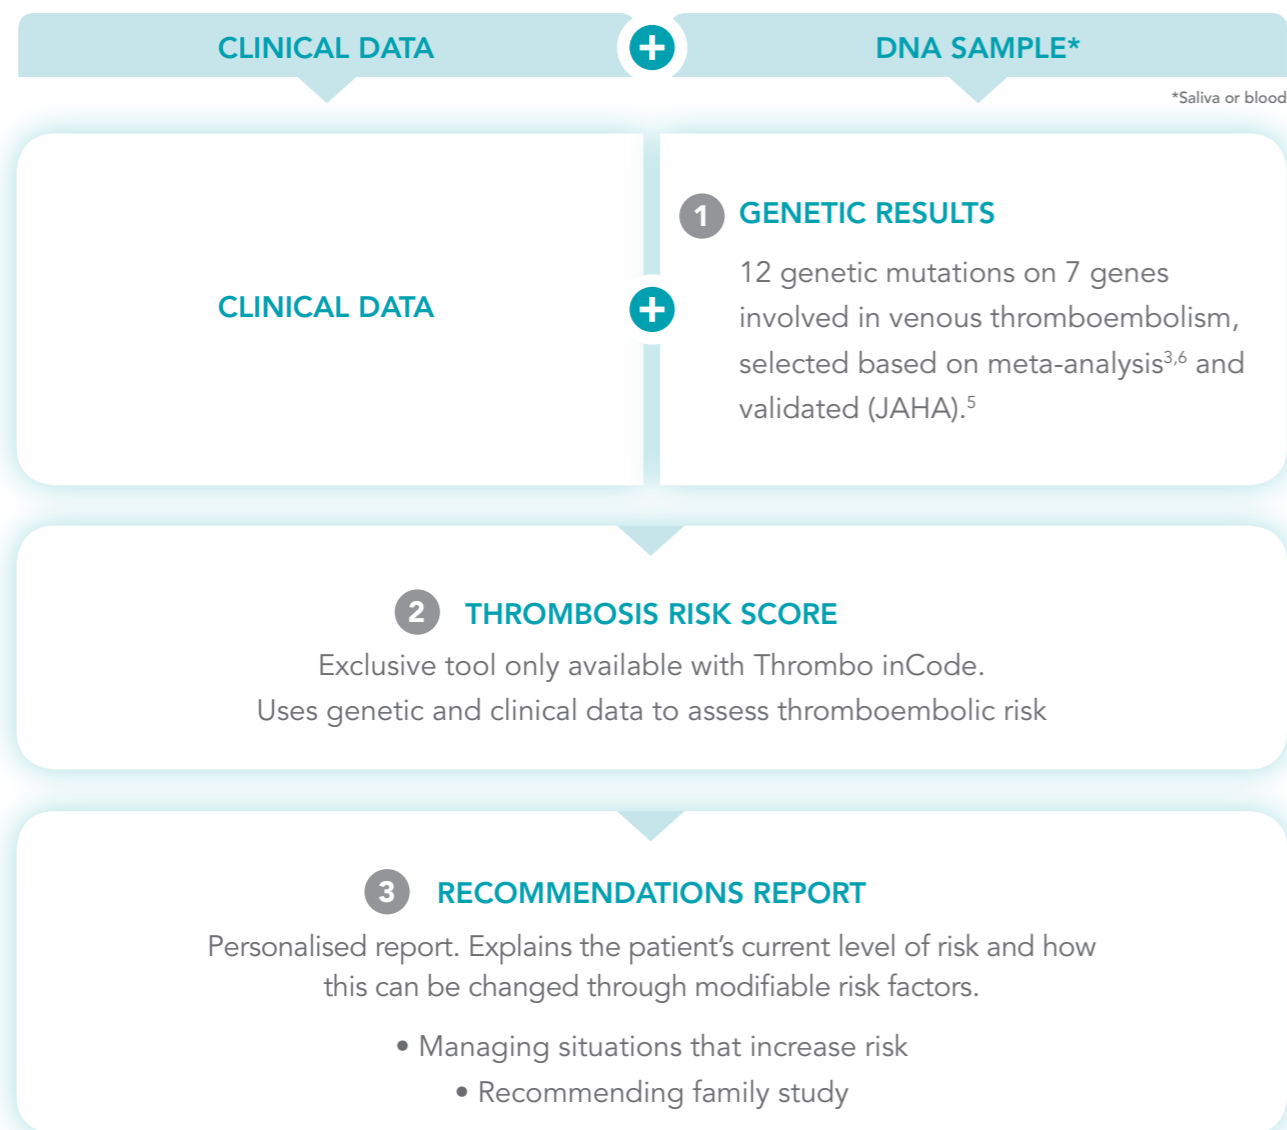 CLINICAL DATA
+
DNA SAMPLE*
*Saliva or blood
CLINICAL DATA
+
1 GENETIC RESULTS
12 genetic mutations on 7 genes
involved in venous thromboembolism,
selected based on meta-analysis3,6 and
validated (JAHA).5
2 THROMBOSIS RISK SCORE
Exclusive tool only available with Thrombo inCode.
Uses genetic and clinical data to assess thromboembolic risk
3 RECOMMENDATIONS REPORT
Personalised report. Explains the patient’s current level of risk and how
this can be changed through modifiable risk factors.
• Managing situations that increase risk
• Recommending family study